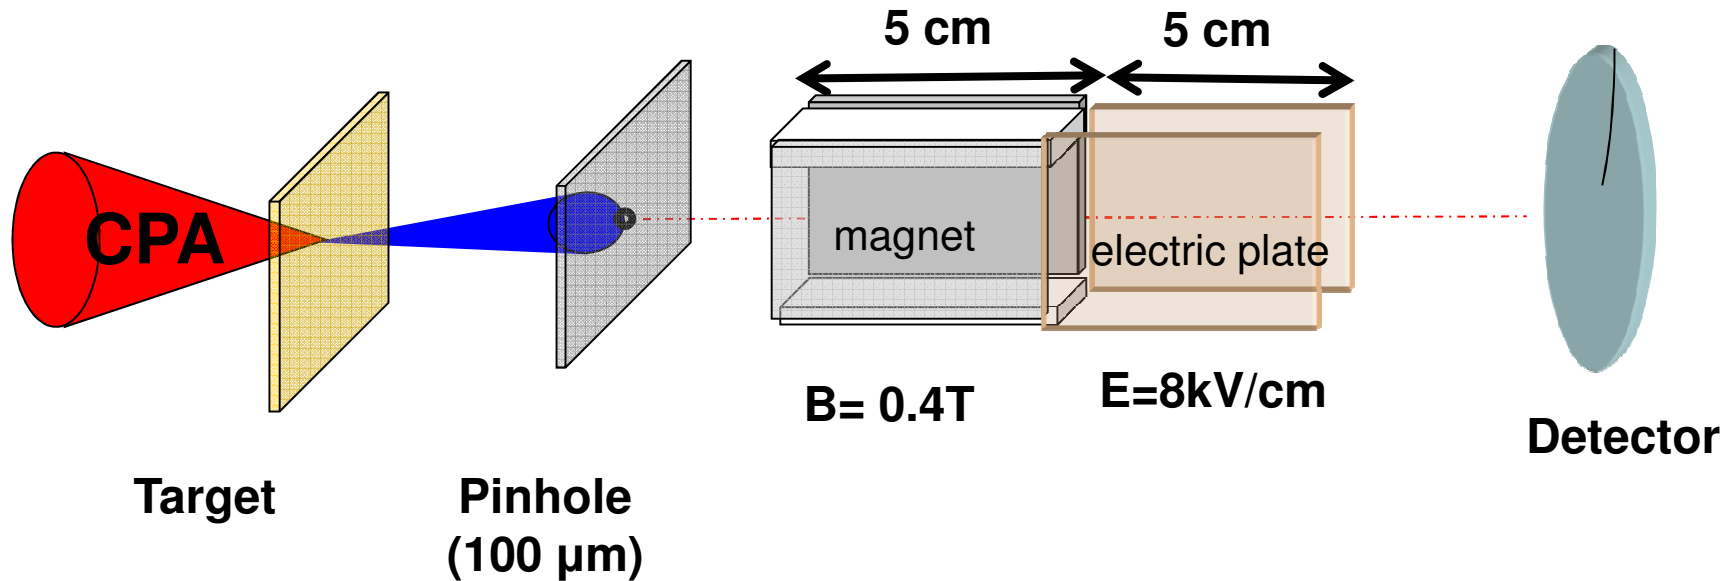 5 cm
5 cm
CPA
magnet
electric plate
B= 0.4T
E=8kV/cm
Detector
Target
Pinhole
(100 µm)